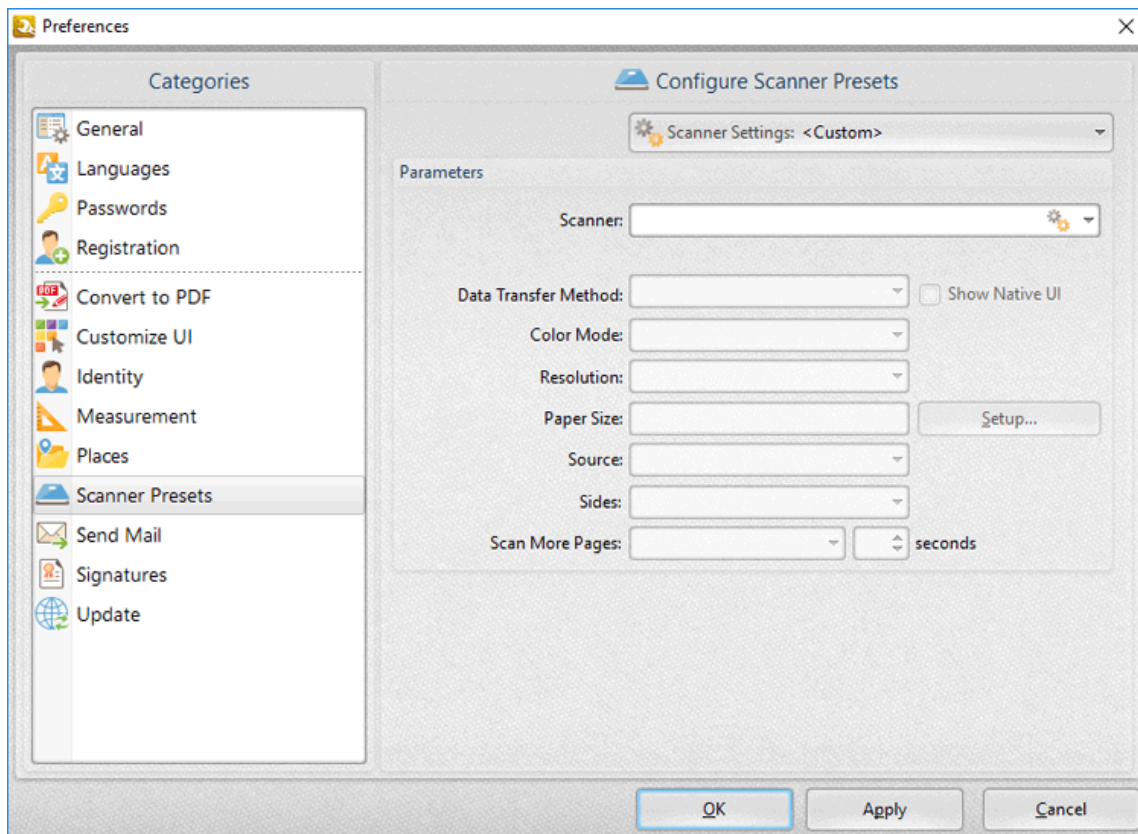 Preferences
Categories
General
Languages
Passwords
Registration
Convert to PDF
Customize UI
Identity
Measurement
Places
Scanner Presets
Send Mail
Signatures
Update
Configure Scanner Presets
Scanner Settings: <Custom>
Parameters
Scanner:
Data Transfer Method:
Show Native UI
Color Mode:
Resolution:
Paper Size:
Setup...
Source:
Sides:
Scan More Pages:
seconds
OK
Apply
Cancel